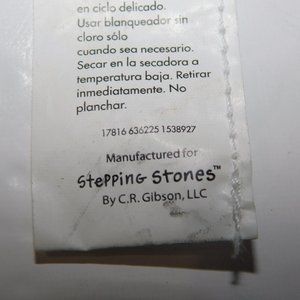 en ciclo delicado.
Usar blanqueador sin
cloro sólo
cuando sea necesario.
Secar en la secadora a
temperatura baja. Retirar
inmediatamente. No
planchar.
17816 636225 1538927
Manufactured for
Stepping Stones™
By C.R. Gibson, LLC